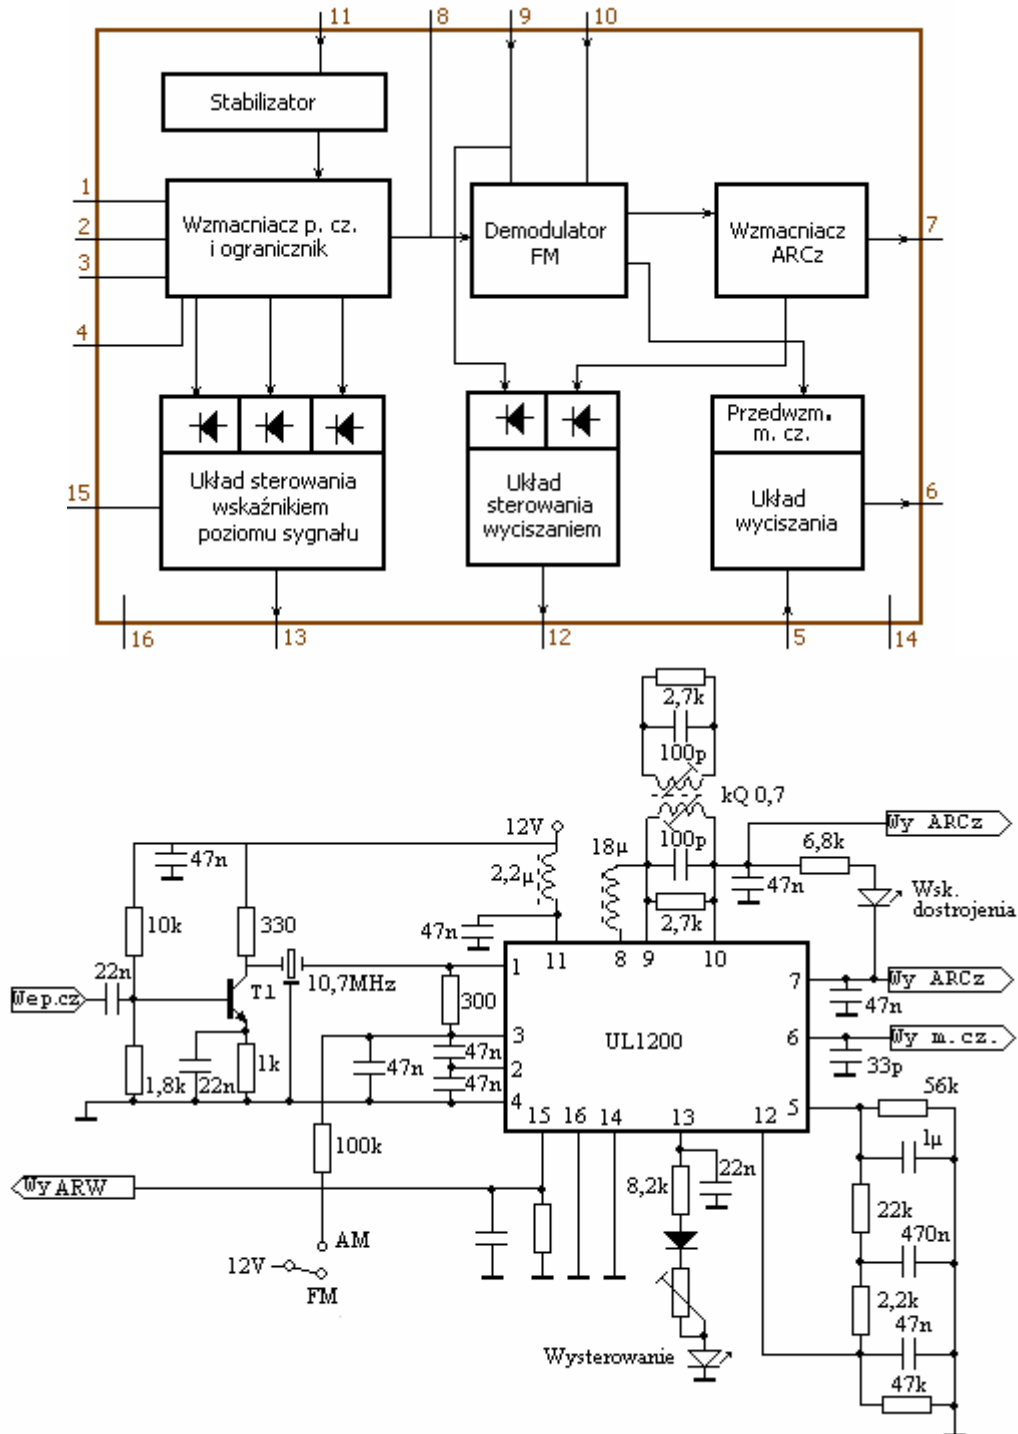 11
8
9
10
Stabilizator
1
2
3
4
Wzmacniacz p. cz.
i ogranicznik
Demodulator
FM
Wzmacniacz
ARCz
7
Układ sterowania
wskaźnikiem
poziomu sygnału
15
Układ
sterowania
wyciszaniem
Przedwzm.
m. cz.
Układ
wyciszania
6
16
13
12
5
14
2,7k
100p
kQ 0,7
12V
47n
2,2µ
18µ
100p
Wy ARCz
6,8k
47n
Wsk.
dostrojenia
10k
330
47n
2,7k
22n
We p.cz
T1
10,7MHz
300
1
11
8
9
10
7
Wy ARCz
47n
3
UL1200
6
Wy m.cz.
47n
47n
2
47n
33p
1,8k
22n
1k
4
15
16
14
13
12
5
56k
1µ
100k
Wy ARW
8,2k
22n
22k
470n
AM
12V
FM
2,2k
47n
Wysterowanie
47k